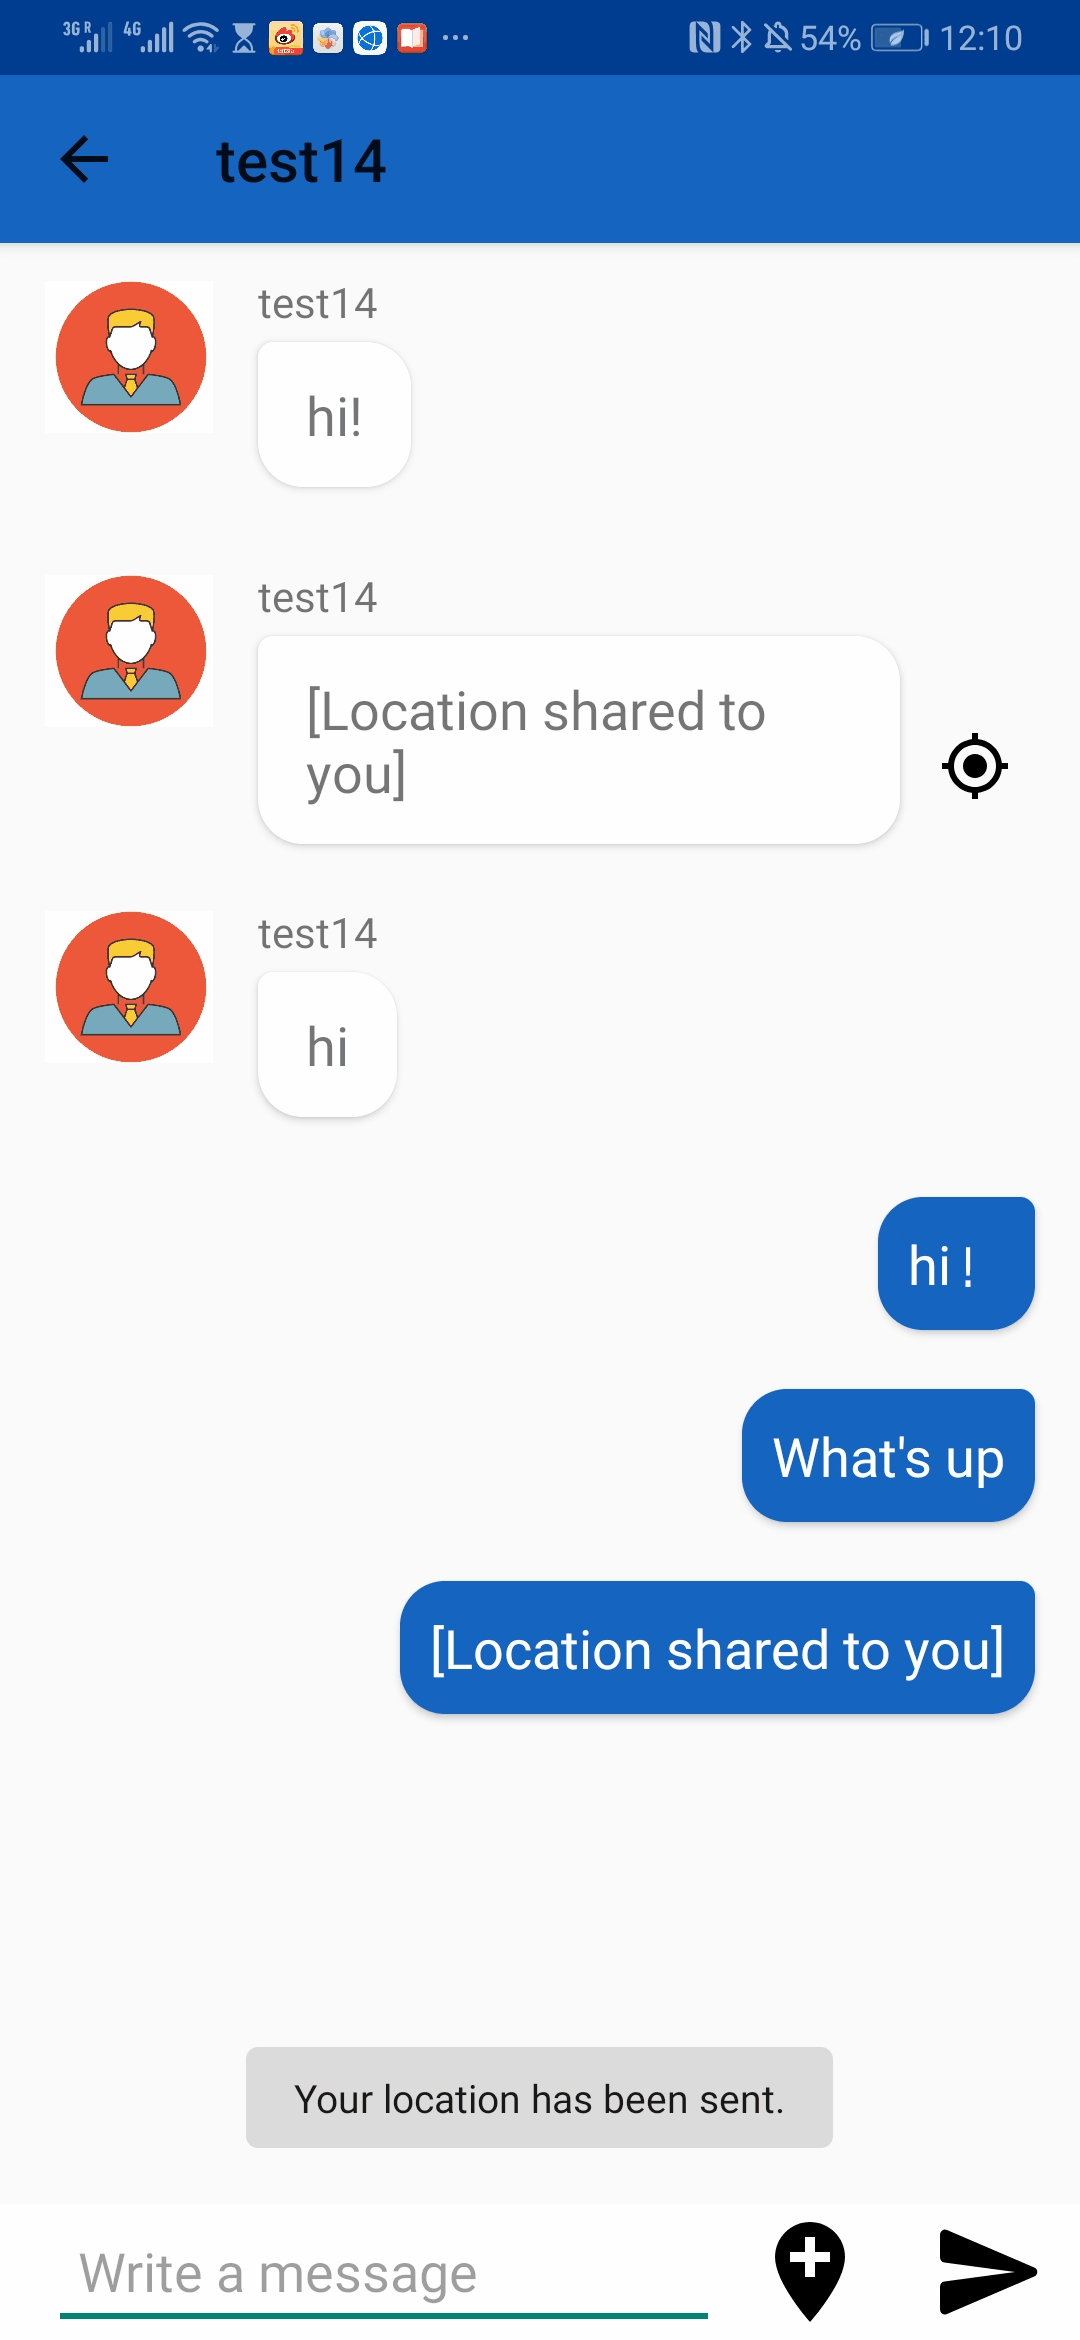 3G R 4G 54% 12:10
test14
test14
hi!
test14
[Location shared to
you]
test14
hi
hi!
What's up
[Location shared to you]
Your location has been sent.
Write a message